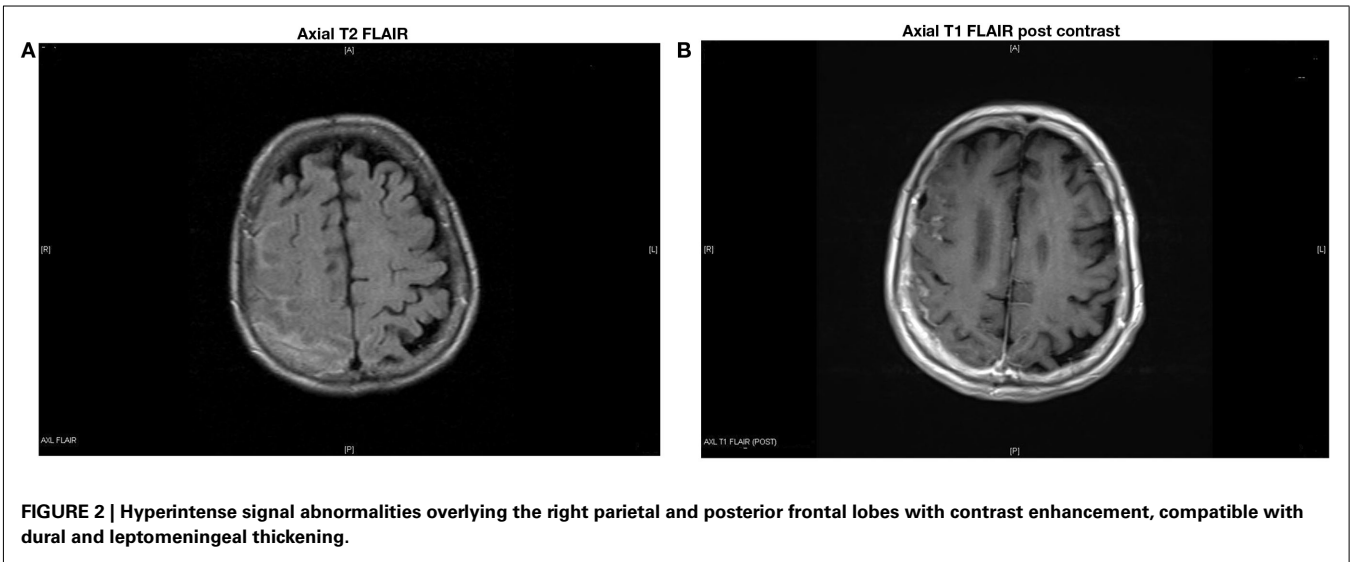 A
Axial T2 FLAIR
[A]
[R]
[L]
AXL FLAIR
[P]
B
Axial T1 FLAIR post contrast
[A]
[R]
[L]
AXL T1 FLAIR (POST)
[P]
FIGURE 2 | Hyperintense signal abnormalities overlying the right parietal and posterior frontal lobes with contrast enhancement, compatible with
dural and leptomeningeal thickening.